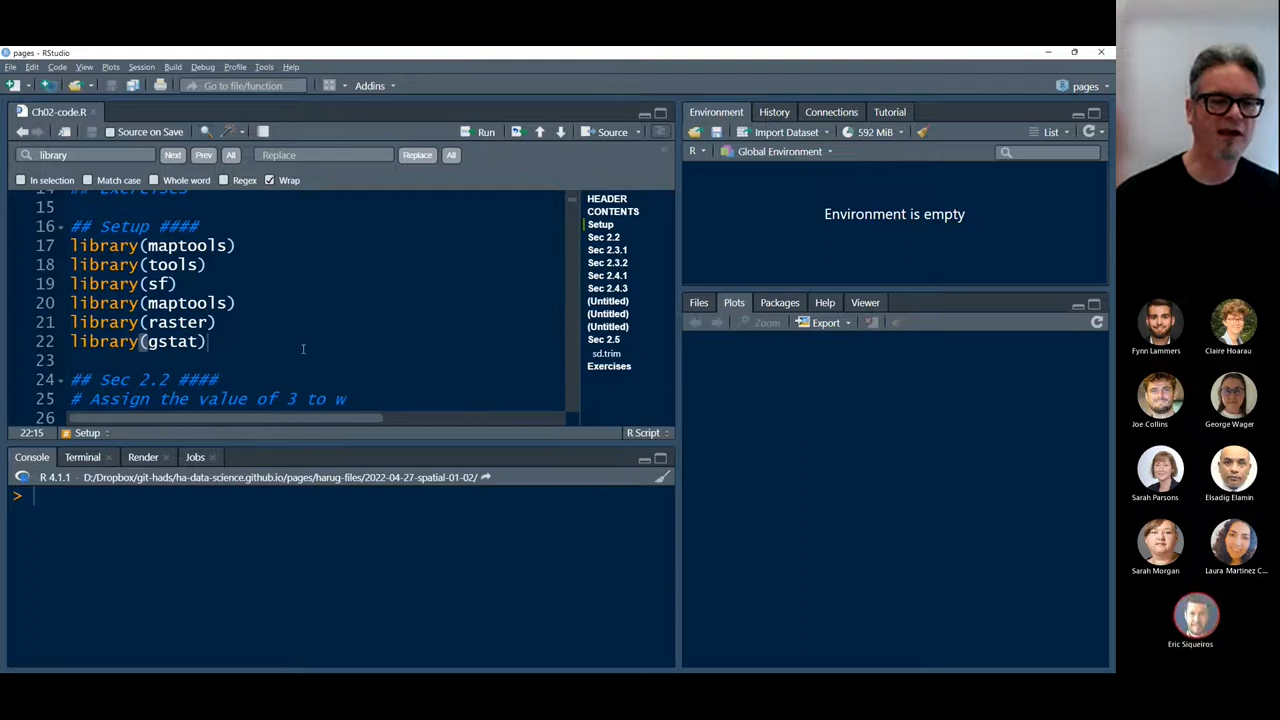 pages - RStudio
File Edit Code View Plots Session Build Debug Profile Tools Help
Go to file/function Addins pages
Ch02-code.R
Source on Save Run Source
library Next Prev All Replace Replace All
In selection Match case Whole word Regex Wrap
14 ## Exercises
15
16 ## Setup ####
17 library(maptools)
18 library(tools)
19 library(sf)
20 library(maptools)
21 library(raster)
22 library(gstat)
23
24 ## Sec 2.2 ####
25 # Assign the value of 3 to w
26
HEADER
CONTENTS
Setup
Sec 2.2
Sec 2.3.1
Sec 2.3.2
Sec 2.4.1
Sec 2.4.3
(Untitled)
(Untitled)
(Untitled)
Sec 2.5
sd.trim
Exercises
22:15 # Setup R Script
Console Terminal Render Jobs
R 4.1.1 · D:/Dropbox/git-hds/ha-data-science.github.io/pages/harug-files/2022-04-27-spatial-01-02/
>
Environment History Connections Tutorial
Import Dataset 592 MiB List
R Global Environment
Environment is empty
Files Plots Packages Help Viewer
Zoom Export
Fynn Lammers Claire Hoarau
Joe Collins George Wager
Sarah Parsons Elsadig Elamin
Sarah Morgan Laura Martinez C...
Eric Siqueiros